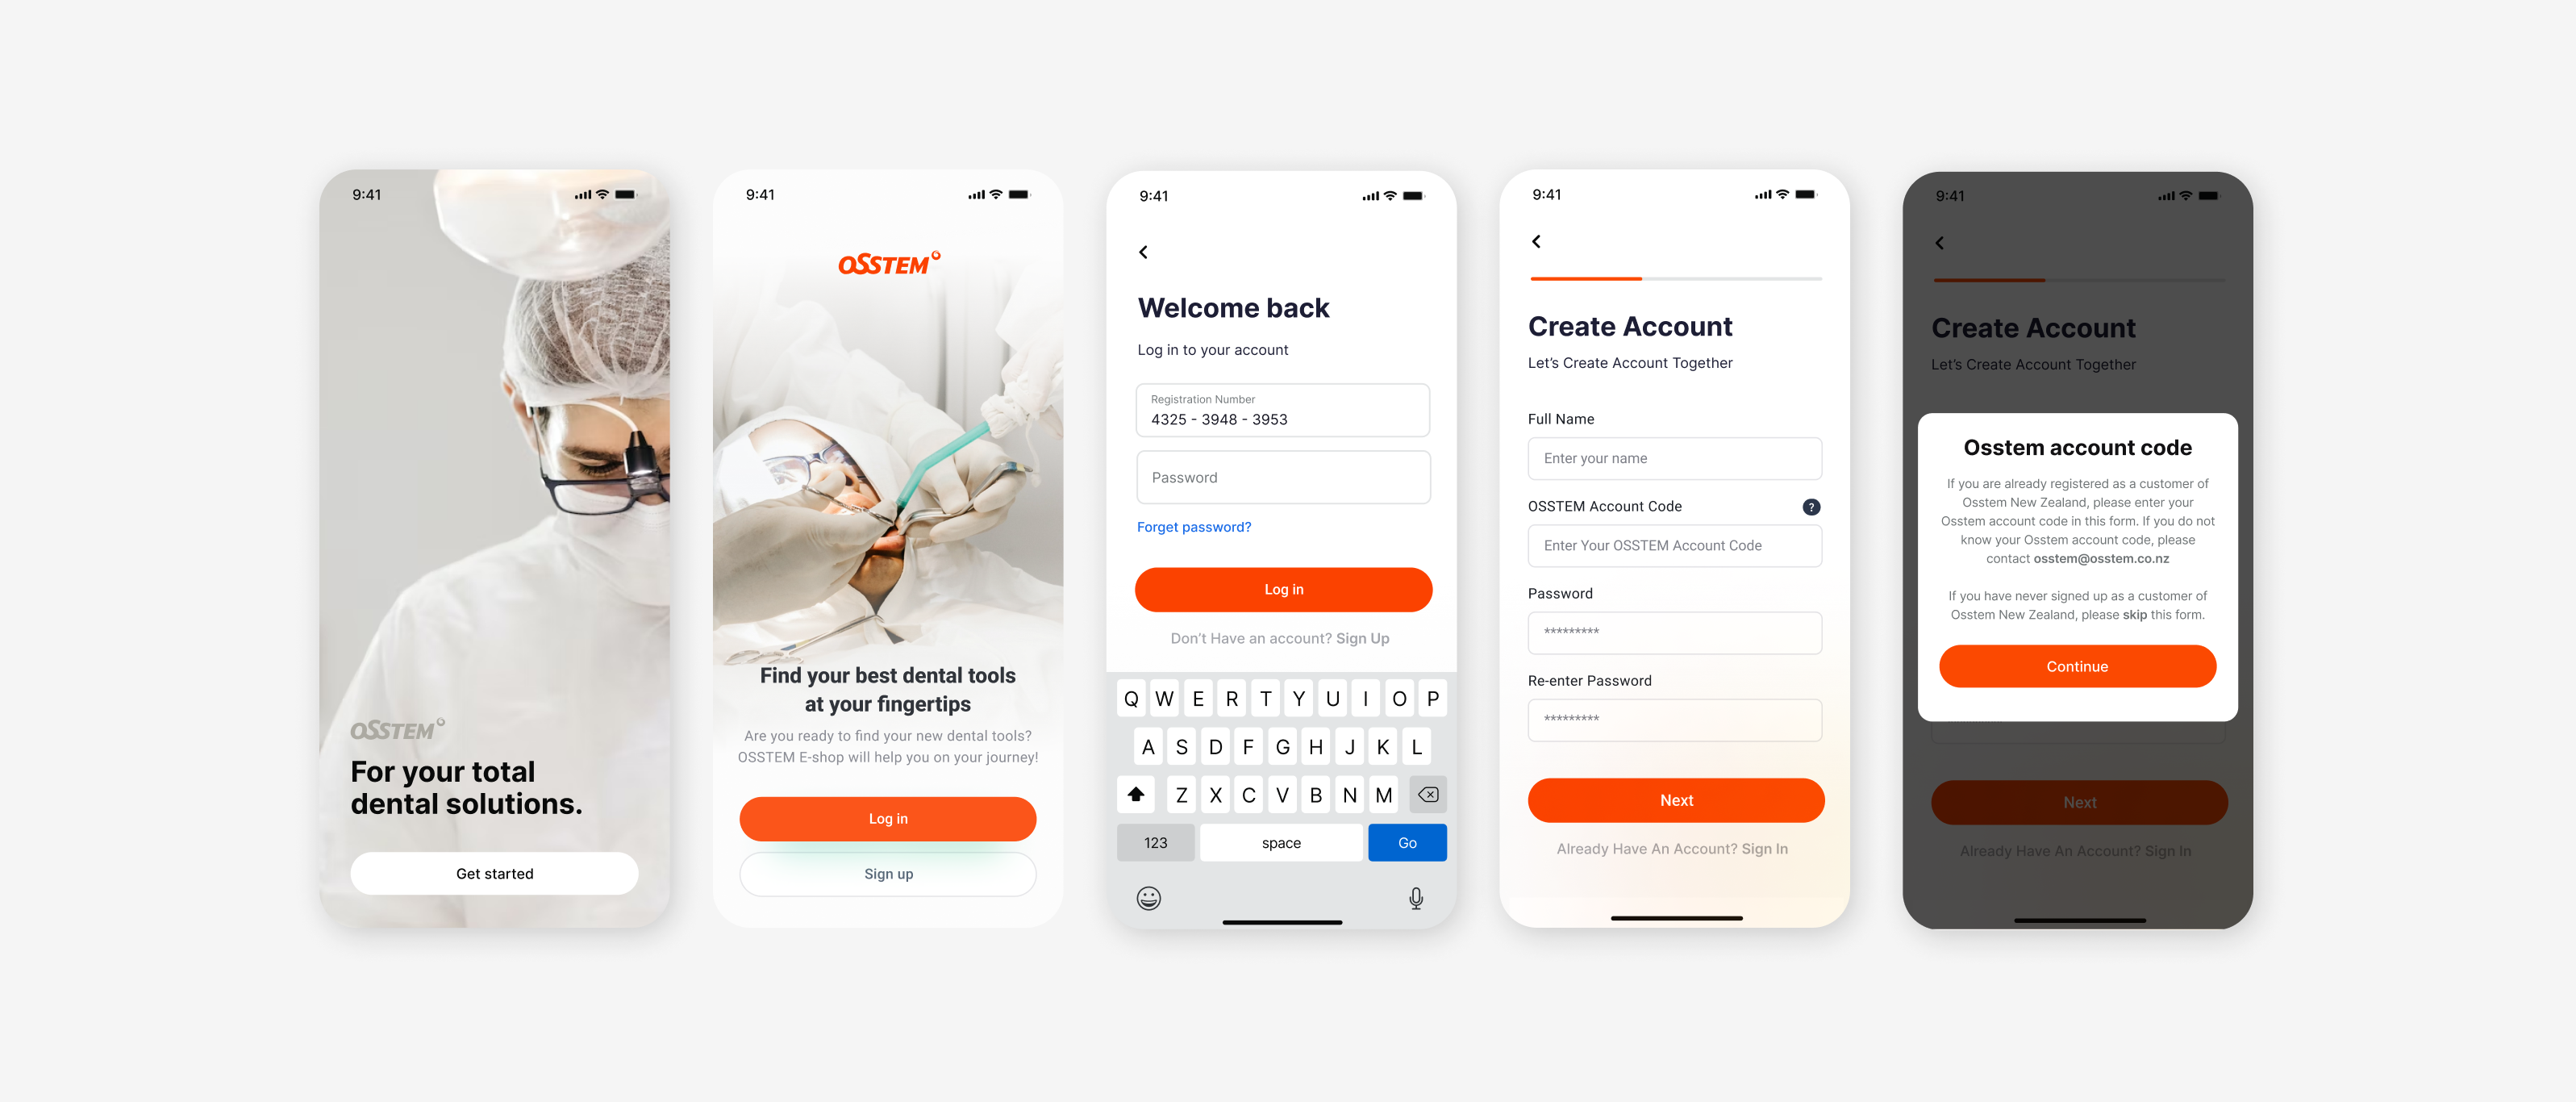 9:41
OSSTEM
For your total
dental solutions.
Get started
9:41
OSSTEM
Find your best dental tools
at your fingertips
Are you ready to find your new dental tools?
OSSTEM E-shop will help you on your journey!
Log in
Sign up
9:41
Welcome back
Log in to your account
Registration Number
4325 - 3948 - 3953
Password
Forget password?
Log in
Don't Have an account? Sign Up
Q W E R T Y U I O P
A S D F G H J K L
Z X C V B N M
123 space Go
9:41
Create Account
Let's Create Account Together
Full Name
Enter your name
OSSTEM Account Code ?
Enter Your OSSTEM Account Code
Password
*********
Re-enter Password
*********
Next
Already Have An Account? Sign In
9:41
Create Account
Let's Create Account Together
Osstem account code
If you are already registered as a customer of
Osstem New Zealand, please enter your
Osstem account code in this form. If you do not
know your Osstem account code, please
contact osstem@osstem.co.nz
If you have never signed up as a customer of
Osstem New Zealand, please skip this form.
Continue
Next
Already Have An Account? Sign In